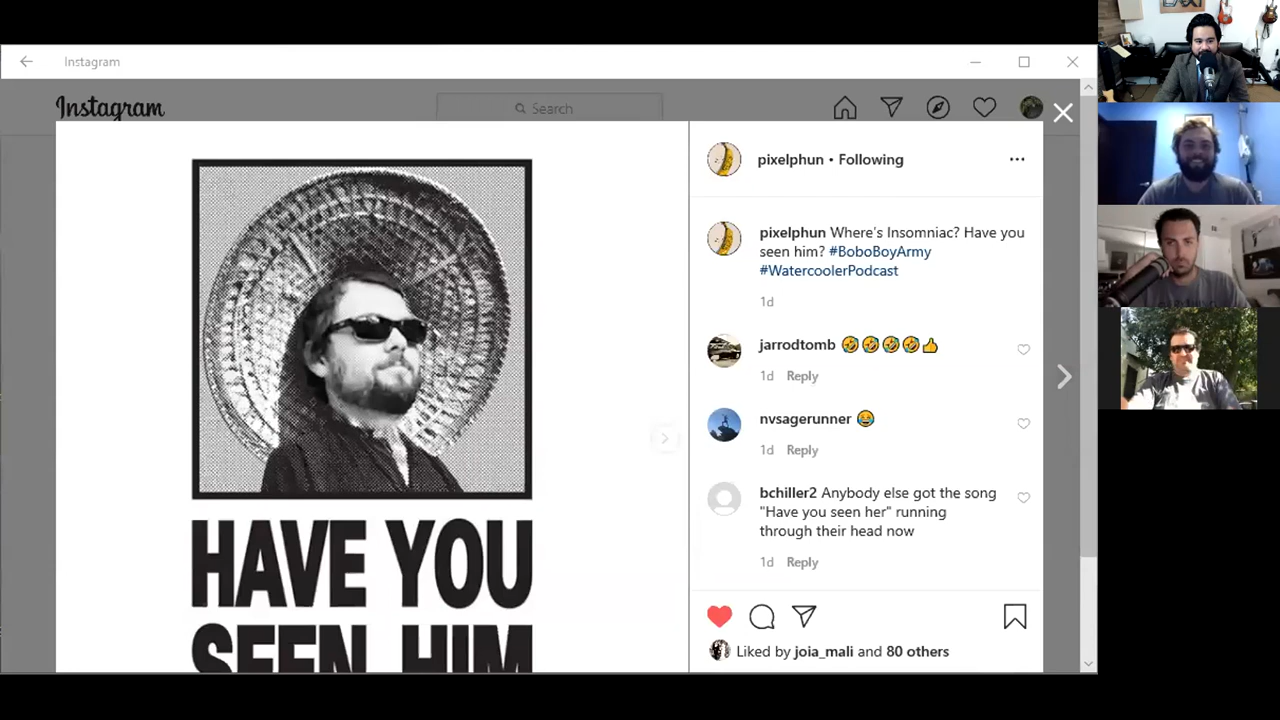 Instagram
Instagram
Search
pixelphun • Following
pixelphun Where's Insomniac? Have you
seen him? #BoboBoyArmy
#WatercoolerPodcast
1d
jarrodtomb 🤣🤣🤣🤣👍
1d Reply
nvsagerunner 😂
1d Reply
bchiller2 Anybody else got the song
"Have you seen her" running
through their head now
1d Reply
Liked by joia_mali and 80 others
HAVE YOU
SEEN HIM